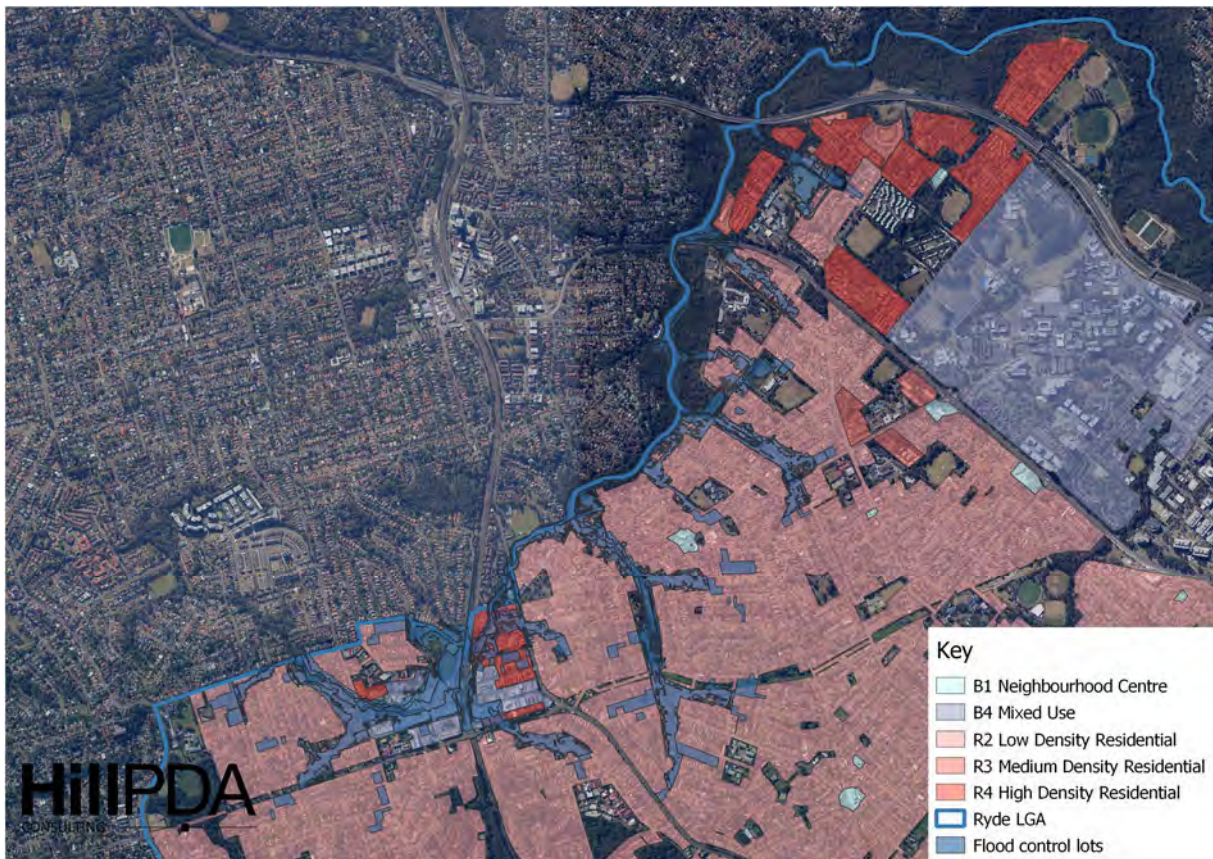 Key
B1 Neighbourhood Centre
B4 Mixed Use
R2 Low Density Residential
R3 Medium Density Residential
R4 High Density Residential
Ryde LGA
Flood control lots
HillPDA
CONSULTING